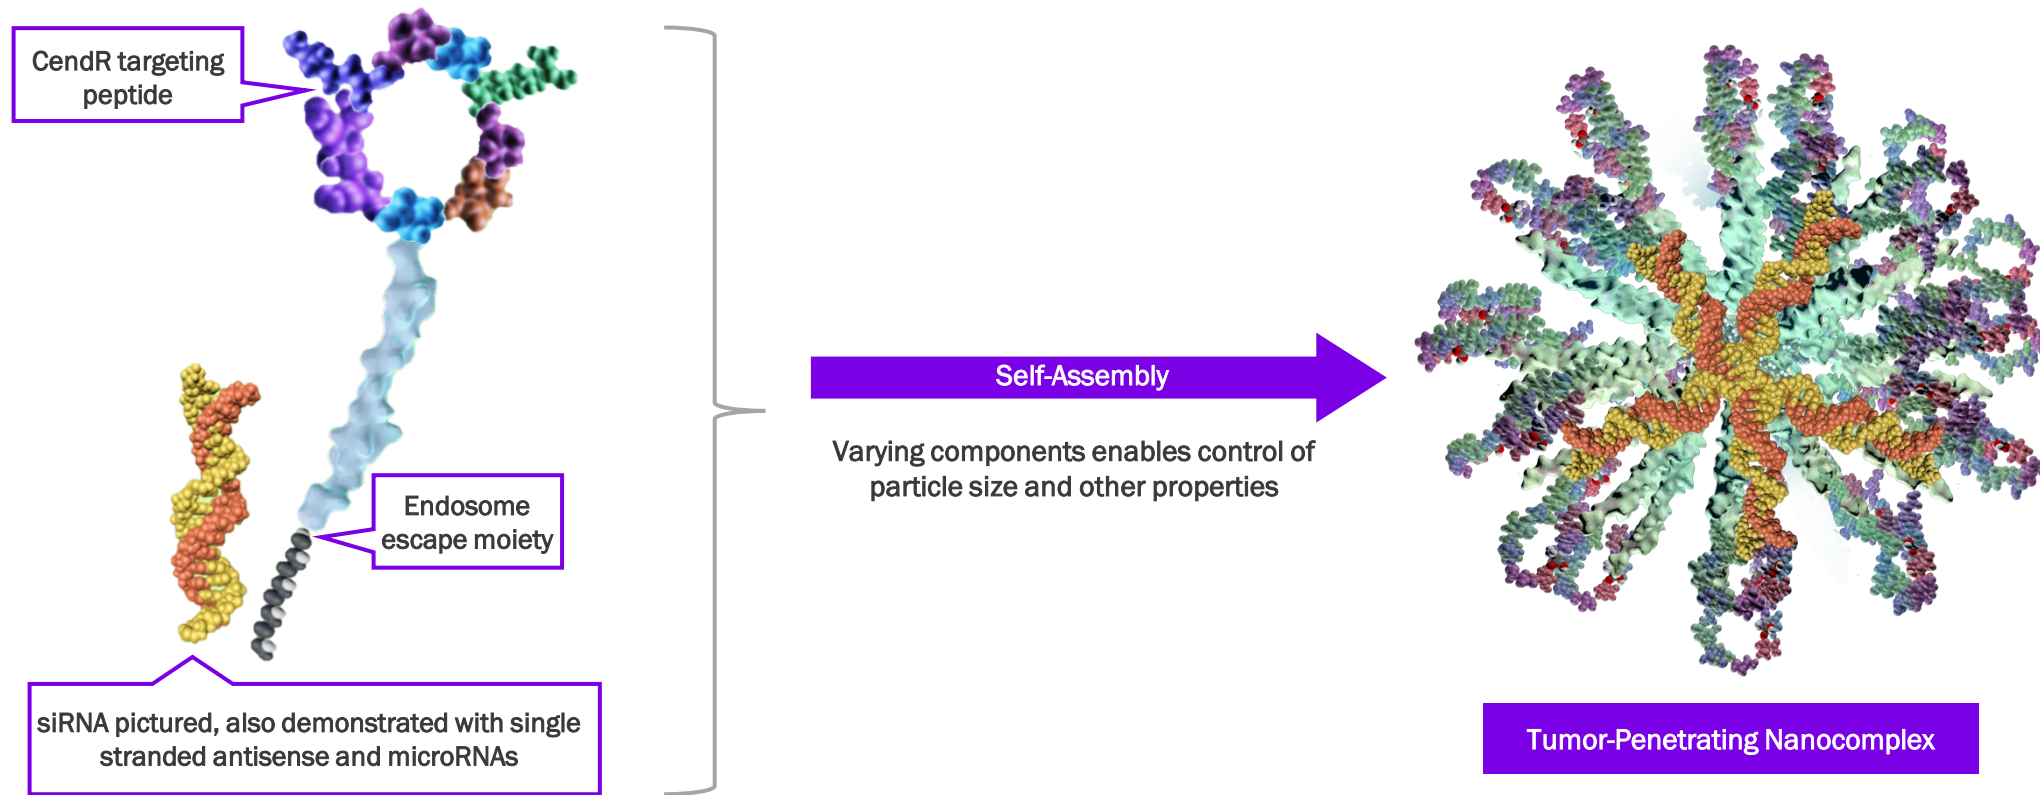 CendR targeting
peptide
Endosome
escape moiety
siRNA pictured, also demonstrated with single
stranded antisense and microRNAs
Self-Assembly
Varying components enables control of
particle size and other properties
Tumor-Penetrating Nanocomplex